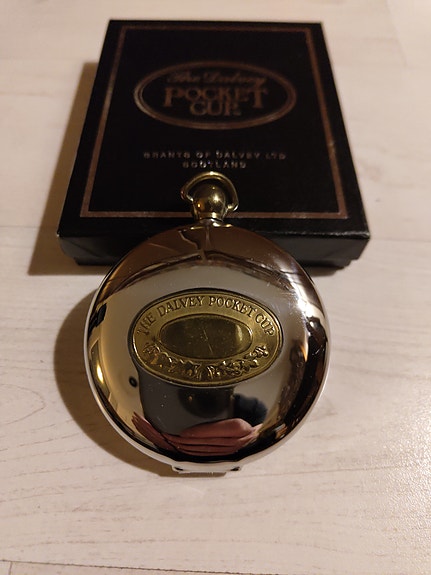 The Dalvey
POCKET
CUP
GRANTS OF DALVEY LTD
SCOTLAND
THE DALVEY POCKET CUP